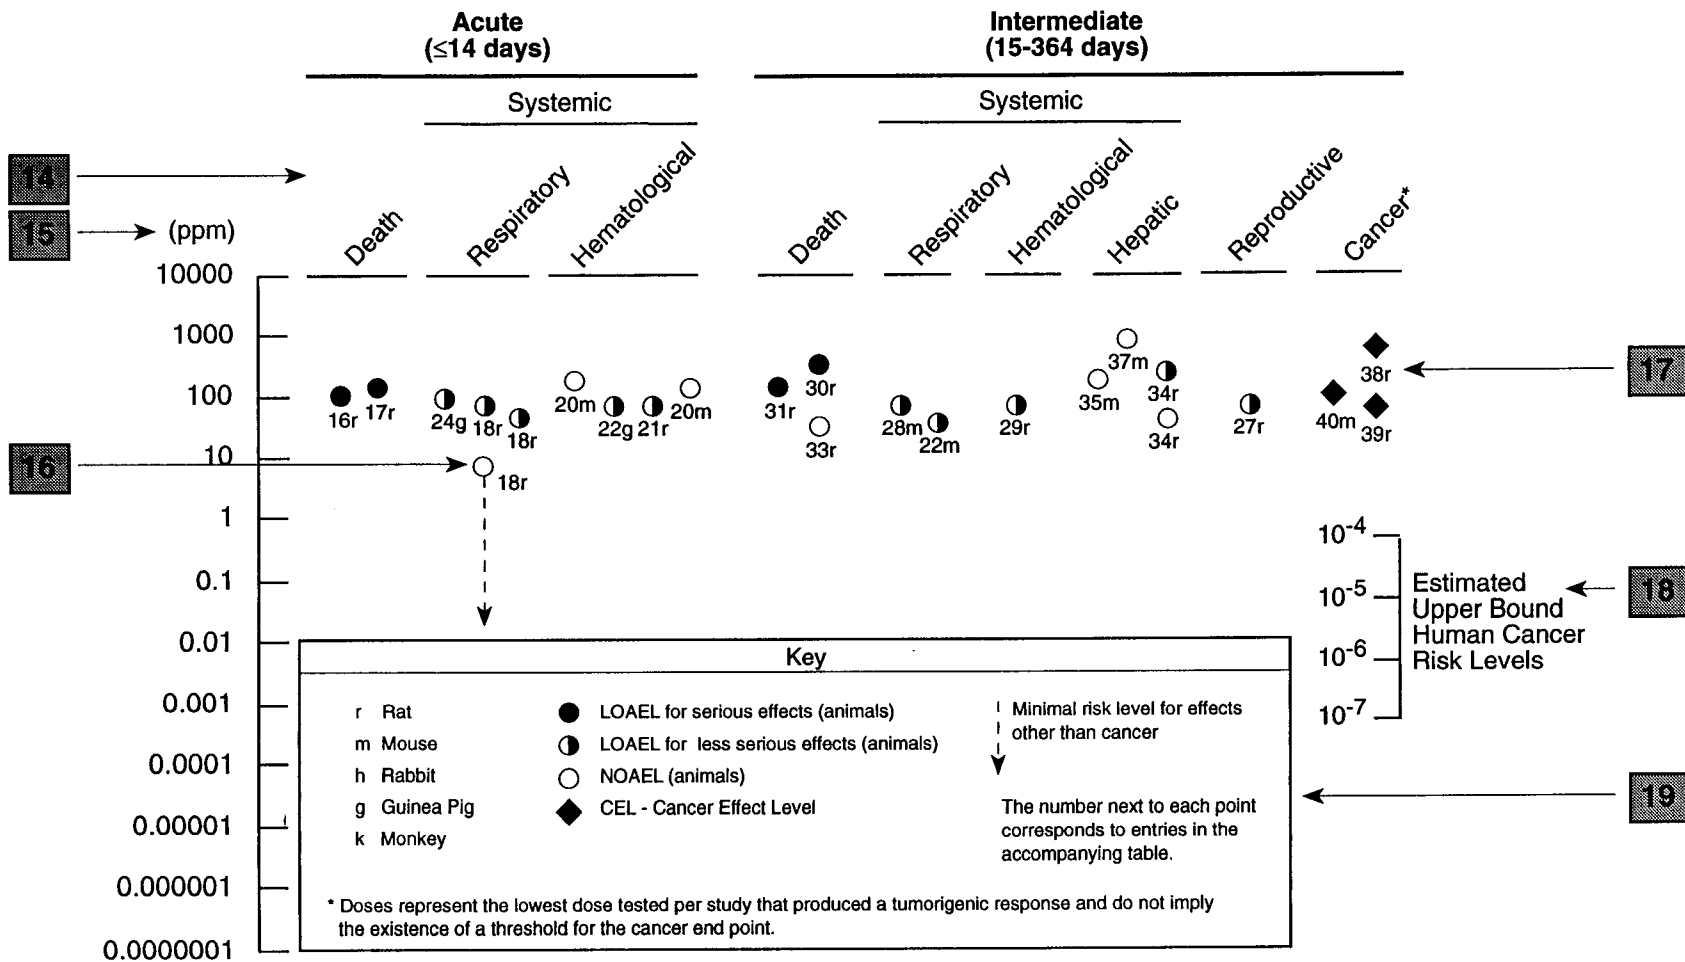 Acute
(≤14 days)
Intermediate
(15-364 days)
Systemic
Systemic
14
15
(ppm)
Death
Respiratory
Hematological
Death
Respiratory
Hematological
Hepatic
Reproductive
Cancer*
10000
1000
100
10
1
0.1
0.01
0.001
0.0001
0.00001
0.000001
0.0000001
16r
17r
24g
18r
18r
18r
20m
22g
21r
20m
31r
30r
33r
28m
22m
29r
35m
37m
34r
34r
27r
40m
38r
39r
16
17
10-4
10-5
10-6
10-7
Estimated
Upper Bound
Human Cancer
Risk Levels
18
19
Key
r Rat
m Mouse
h Rabbit
g Guinea Pig
k Monkey
LOAEL for serious effects (animals)
LOAEL for less serious effects (animals)
NOAEL (animals)
CEL - Cancer Effect Level
Minimal risk level for effects
other than cancer
The number next to each point
corresponds to entries in the
accompanying table.
* Doses represent the lowest dose tested per study that produced a tumorigenic response and do not imply
the existence of a threshold for the cancer end point.